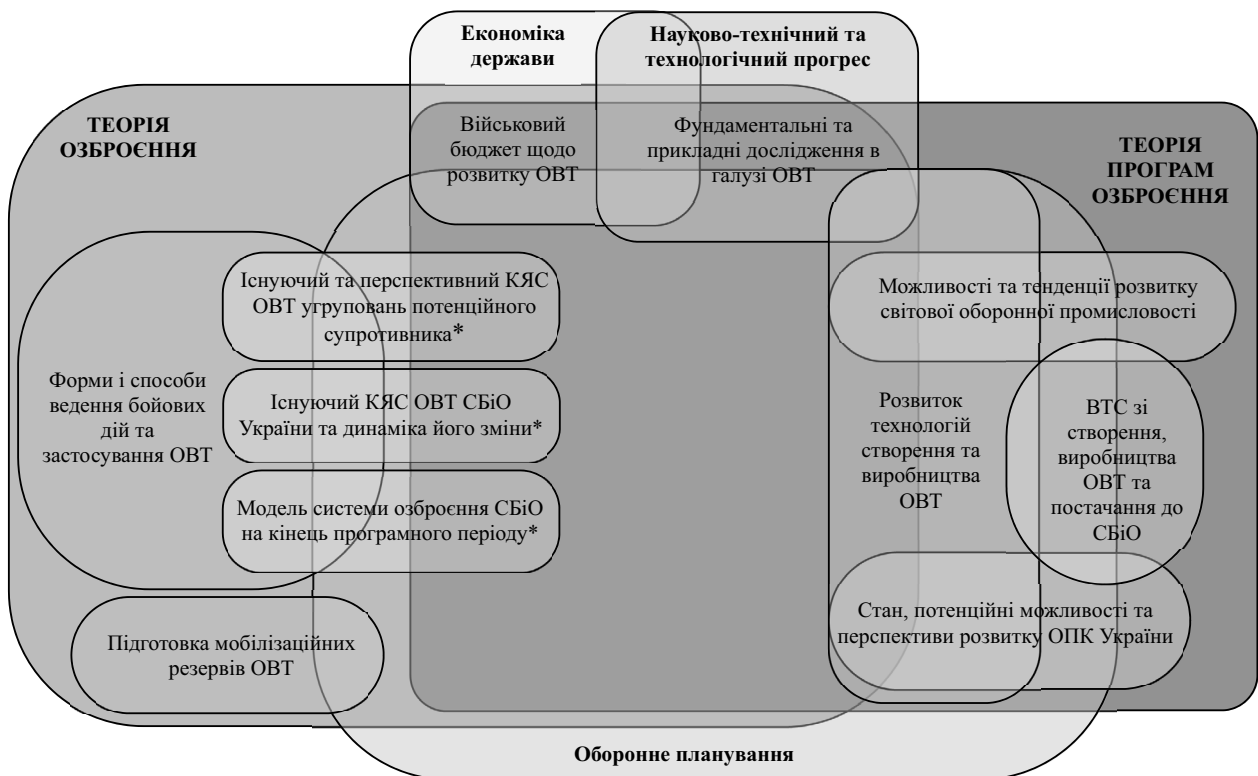 Економіка
держави
Науково-технічний та
технологічний прогрес
ТЕОРІЯ
ОЗБРОЄННЯ
Військовий
бюджет щодо
розвитку ОВТ
Фундаментальні та
прикладні дослідження в
галузі ОВТ
ТЕОРІЯ
ПРОГРАМ
ОЗБРОЄННЯ
Існуючий та перспективний КЯС
ОВТ угруповань потенційного
супротивника*
Можливості та тенденції розвитку
світової оборонної промисловості
Форми і способи
ведення бойових
дій та
застосування ОВТ
Існуючий КЯС ОВТ СБіО
України та динаміка його зміни*
Модель системи озброєння СБіО
на кінець програмного періоду*
Розвиток
технологій
створення та
виробництва
ОВТ
ВТС зі
створення,
виробництва
ОВТ та
постачання до
СБіО
Підготовка мобілізаційних
резервів ОВТ
Стан, потенційні можливості та
перспективи розвитку ОПК України
Оборонне планування